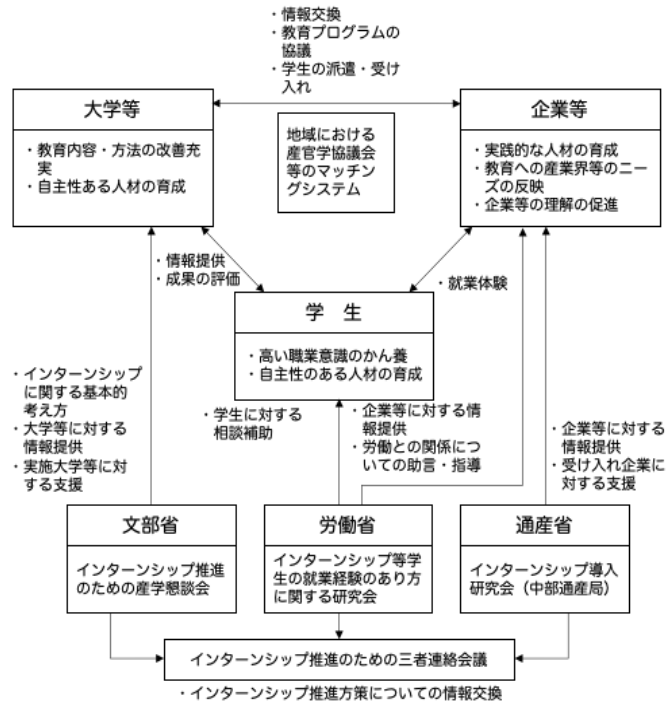 ・情報交換
・教育プログラムの
協議
・学生の派遣・受け
入れ
大学等
・教育内容・方法の改善充
実
・自主性ある人材の育成
地域における
産官学協議会
等のマッチン
グシステム
企業等
・実践的な人材の育成
・教育への産業界等のニー
ズの反映
・企業等の理解の促進
・情報提供
・成果の評価
・就業体験
学 生
・高い職業意識のかん養
・自主性のある人材の育成
・インターンシップ
に関する基本的
考え方
・大学等に対する
情報提供
・実施大学等に対
する支援
・学生に対する
相談補助
・企業等に対する情
報提供
・労働との関係につ
いての助言・指導
・企業等に対する
情報提供
・受け入れ企業に
対する支援
文部省
インターンシップ推進
のための産学懇談会
労働省
インターンシップ等学
生の就業経験のあり方
に関する研究会
通産省
インターンシップ導入
研究会（中部通産局）
インターンシップ推進のための三者連絡会議
・インターンシップ推進方策についての情報交換